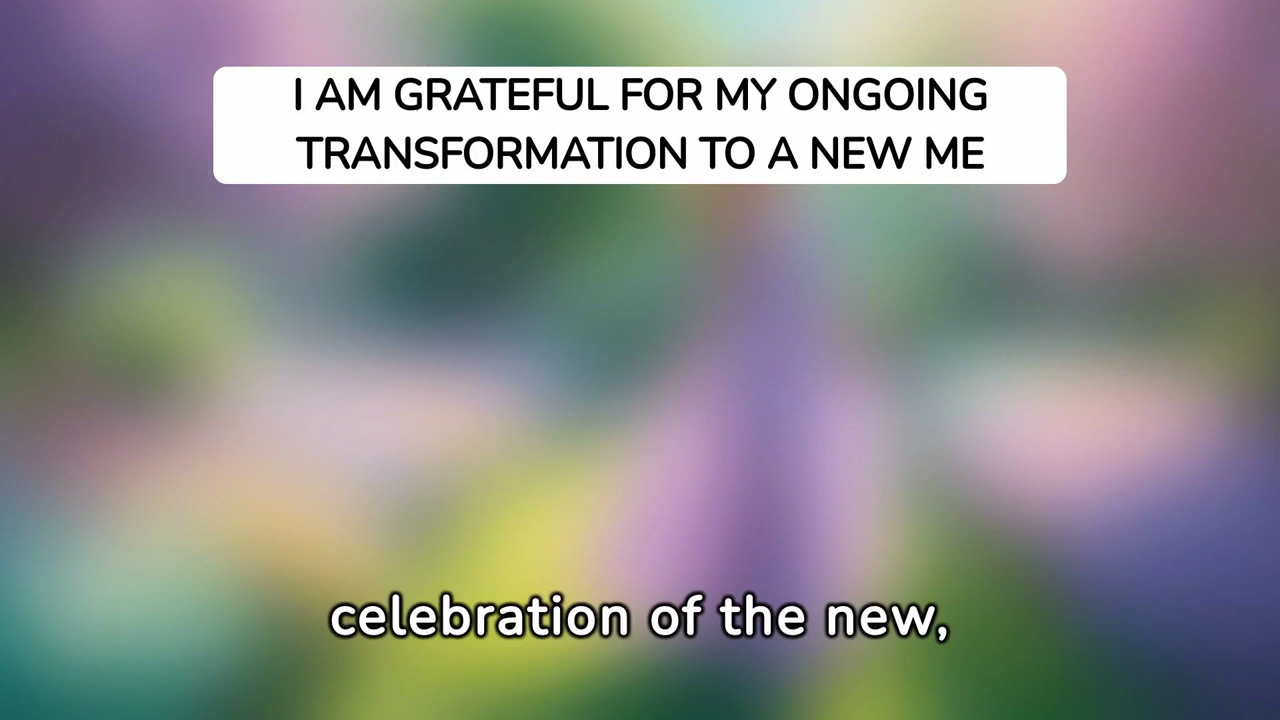 I AM GRATEFUL FOR MY ONGOING
TRANSFORMATION TO A NEW ME
celebration of the new,